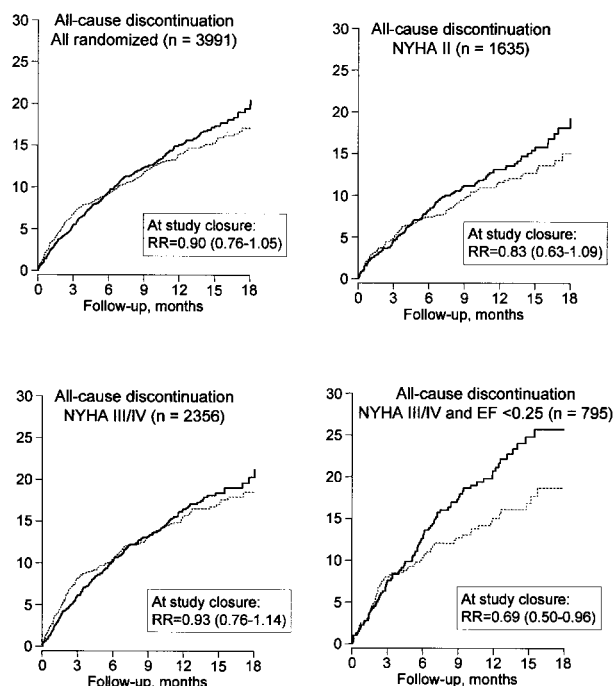 All-cause discontinuation
All randomized (n = 3991)
30
25
20
15
10
5
0
At study closure:
RR=0.90 (0.76-1.05)
0 3 6 9 12 15 18
Follow-up, months
All-cause discontinuation
NYHA II (n = 1635)
30
25
20
15
10
5
0
At study closure:
RR=0.83 (0.63-1.09)
0 3 6 9 12 15 18
Follow-up, months
All-cause discontinuation
NYHA III/IV (n = 2356)
30
25
20
15
10
5
0
At study closure:
RR=0.93 (0.76-1.14)
0 3 6 9 12 15 18
Follow-up, months
All-cause discontinuation
NYHA III/IV and EF <0.25 (n = 795)
30
25
20
15
10
5
0
At study closure:
RR=0.69 (0.50-0.96)
0 3 6 9 12 15 18
Follow-up, months